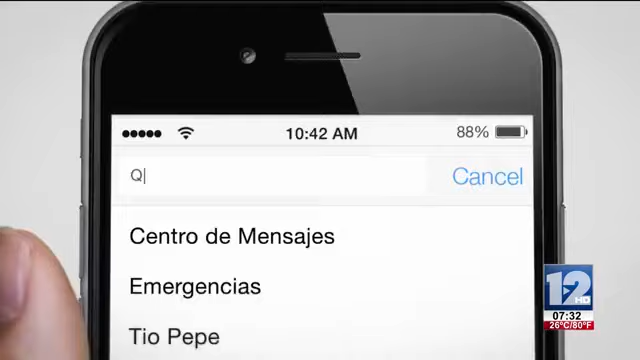 10:42 AM
88%
Q
Cancel
Centro de Mensajes
Emergencias
Tio Pepe
12
HD
07:32
26°C/80°F